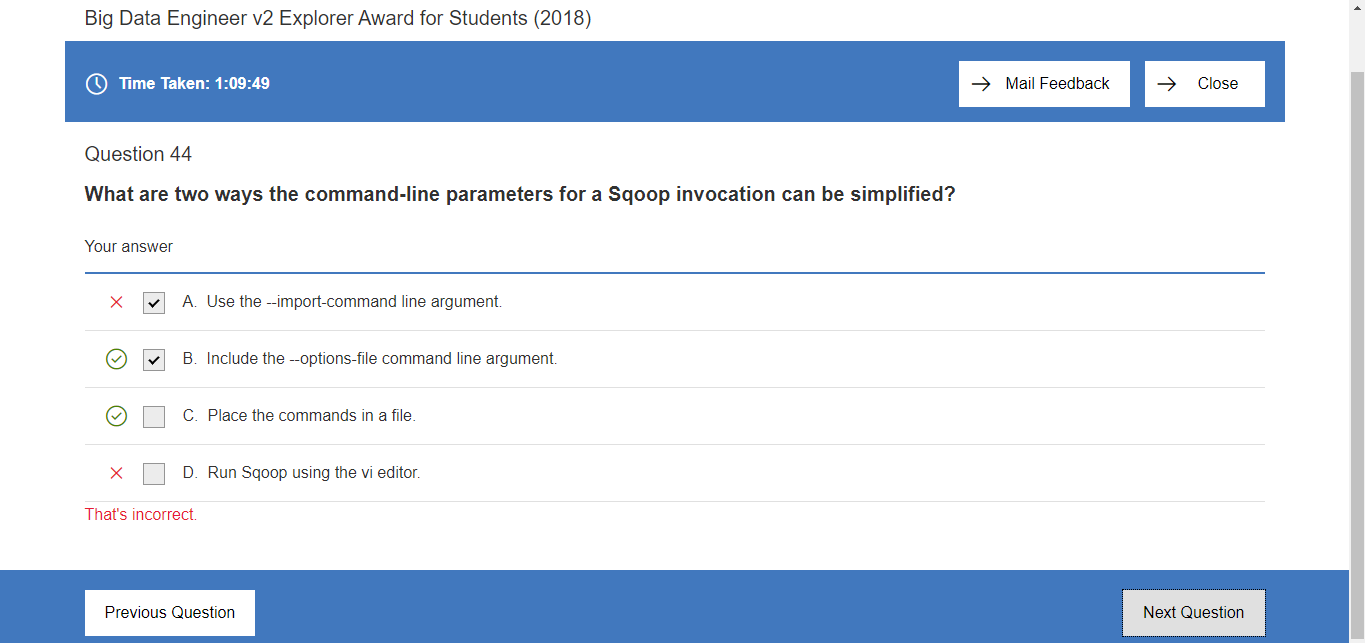 Big Data Engineer v2 Explorer Award for Students (2018)
Time Taken: 1:09:49
Mail Feedback
Close
Question 44
What are two ways the command-line parameters for a Sqoop invocation can be simplified?
Your answer
A. Use the --import-command line argument.
B. Include the --options-file command line argument.
C. Place the commands in a file.
D. Run Sqoop using the vi editor.
That's incorrect.
Previous Question
Next Question